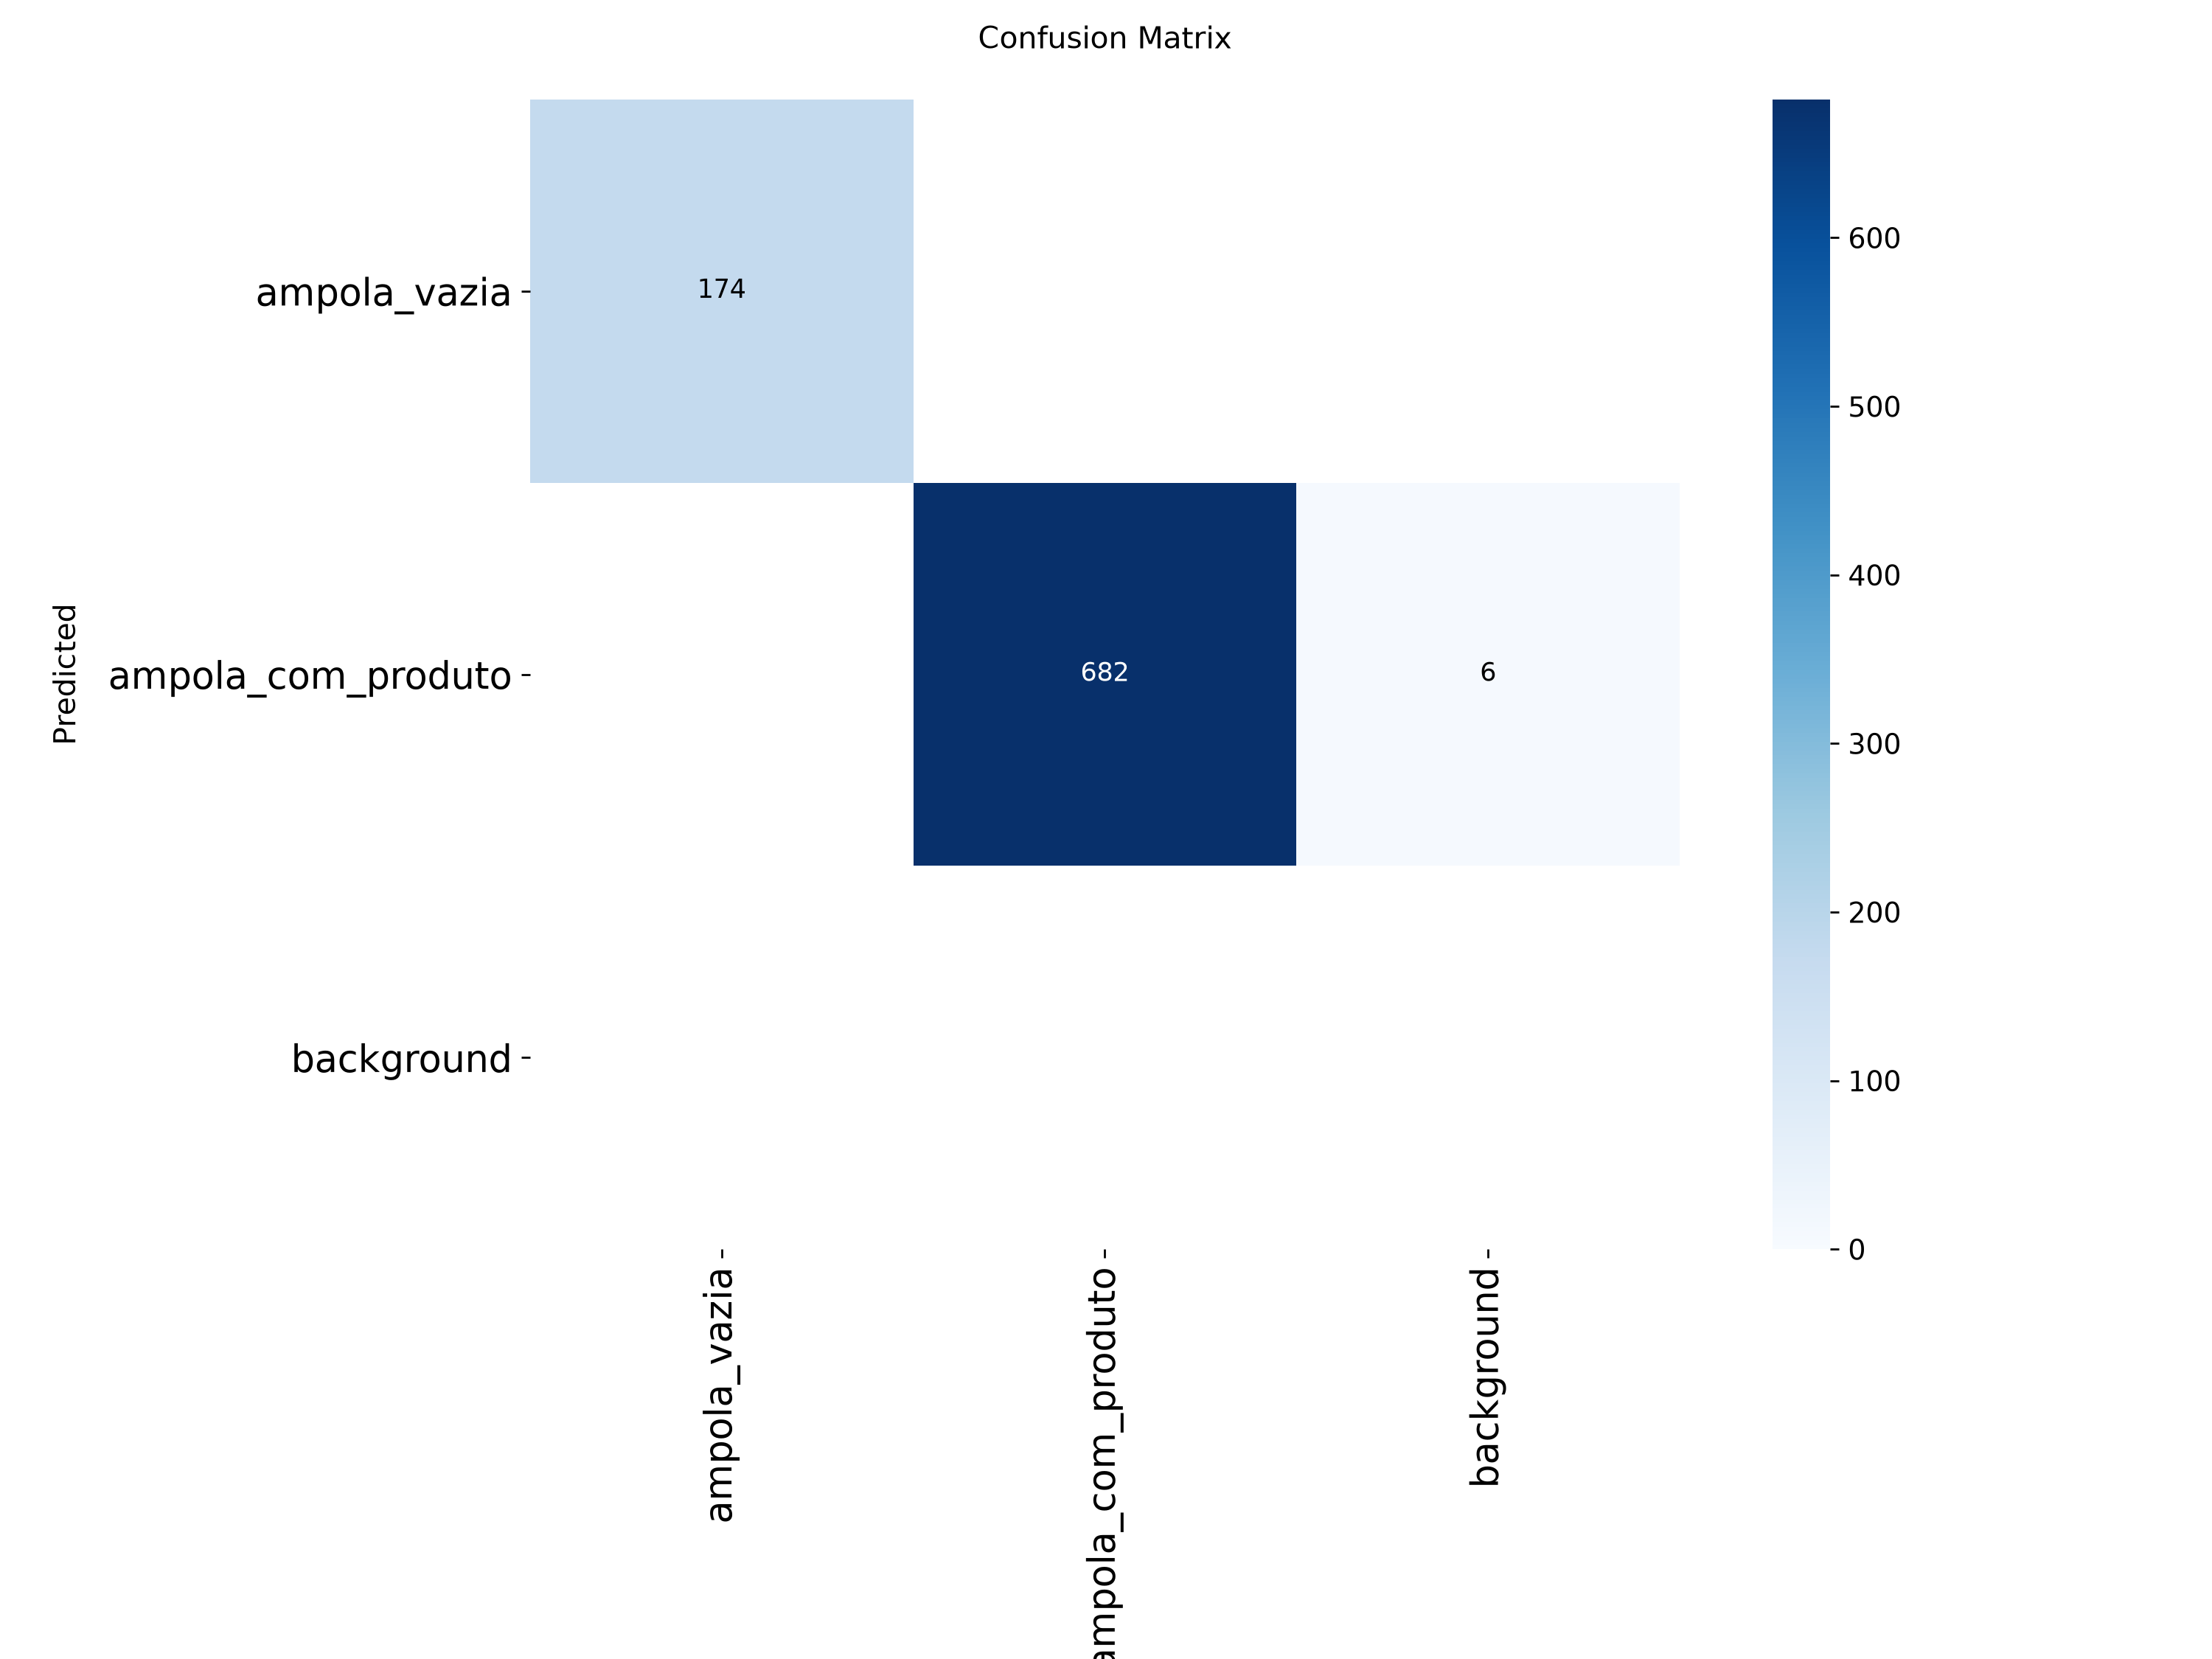 Confusion Matrix
Predicted
ampola_vazia
ampola_com_produto
background
174
682
6
ampola_vazia
ampola_com_produto
background
600
500
400
300
200
100
0